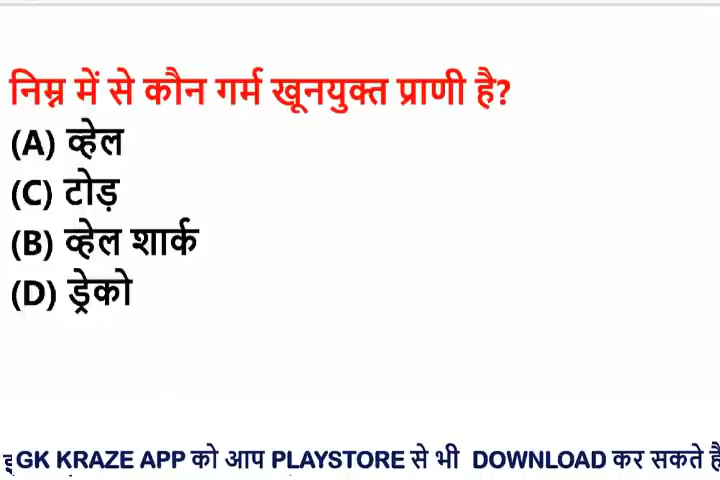 निम्न में से कौन गर्म खूनयुक्त प्राणी है?
(A) व्हेल
(C) टोड़
(B) व्हेल शार्क
(D) ड्रेको
GK KRAZE APP को आप PLAYSTORE से भी DOWNLOAD कर सकते है